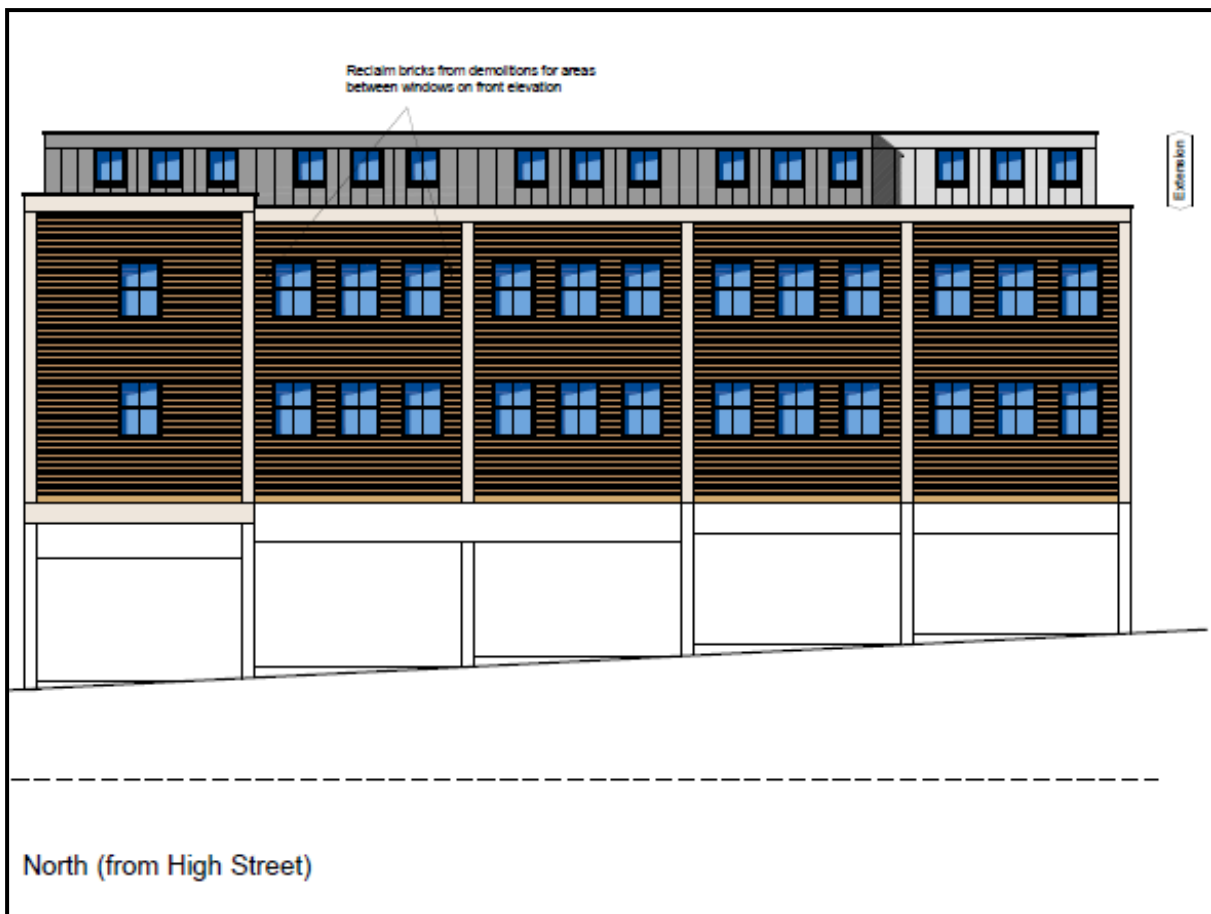 Reclaim bricks from demolitions for areas
between windows on front elevation
Extension
North (from High Street)